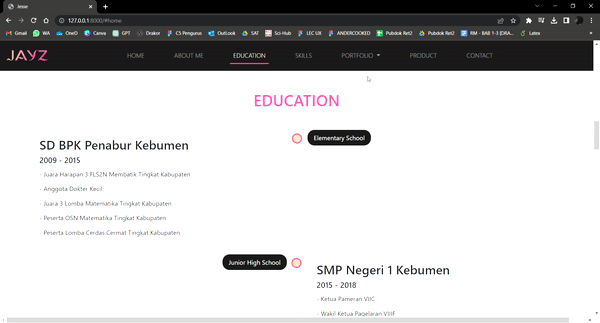 Jessie
127.0.0.1:8000/#home
Gmail WA OneD Canva GPT Draker C5 Pengurus OutLook SAT Sci-Hub LEC UX ANDERCOOKED Pubdok Ret2 Pubdok Ret2 RM - BAB 1-3 (DRA... Latex
JAYZ HOME ABOUT ME EDUCATION SKILLS PORTFOLIO PRODUCT CONTACT
EDUCATION
Elementary School
SD BPK Penabur Kebumen
2009 - 2015
- Juara Harapan 3 FLS2N Membatik Tingkat Kabupaten
- Anggota Dokter Kecil
- Juara 3 Lomba Matematika Tingkat Kabupaten
- Peserta OSN Matematika Tingkat Kabupaten
- Peserta Lomba Cerdas Cermat Tingkat Kabupaten
Junior High School
SMP Negeri 1 Kebumen
2015 - 2018
- Ketua Pameran VIIG
- Wakil Ketua Pagelaran VIIIF